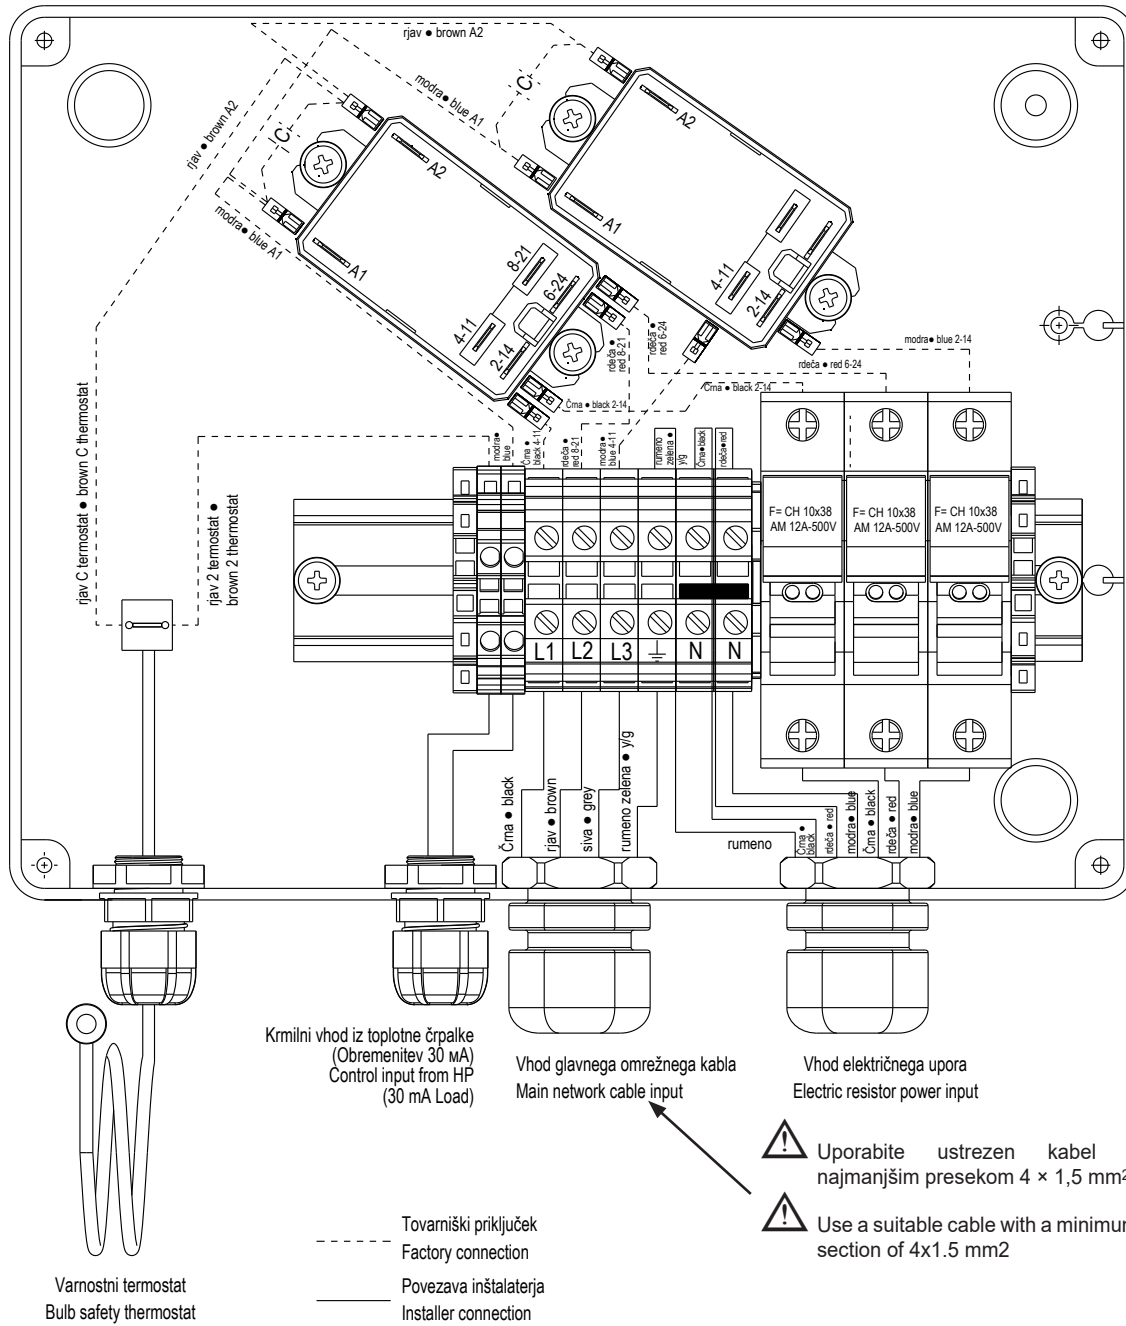 rjav ● brown A2
modra● blue A1
rjav ● brown A2
modra● blue A1
C
C
A2
A1
8-21
6-24
4-11
2-14
A2
A1
4-11
2-14
rdeča ●
red 8-21
rdeča ●
red 6-24
modra● blue 2-14
rdeča ● red 6-24
Črna ● black 2-14
Črna ● black 2-14
modra●
blue
Črna ●
black 4-11
rdeča ●
red 8-21
modra ●
blue 4-11
rumeno
zelena ●
y/g
Črna●black
rdeča●red
rjav C termostat ● brown C thermostat
rjav 2 termostat ●
brown 2 thermostat
F= CH 10x38
AM 12A-500V
F= CH 10x38
AM 12A-500V
F= CH 10x38
AM 12A-500V
L1 L2 L3 N N
Črna ● black
rjav ● brown
siva ● grey
rumeno zelena ● y/g
rumeno
Črna ●
black
rdeča ● red
modra● blue
Črna ● black
rdeča ● red
modra● blue
Krmilni vhod iz toplotne črpalke
(Obremenitev 30 мA)
Control input from HP
(30 mA Load)
Vhod glavnega omrežnega kabla
Main network cable input
Vhod električnega upora
Electric resistor power input
Uporabite ustrezen kabel
najmanjšim presekom 4 × 1,5 mm²
Use a suitable cable with a minimum
section of 4x1.5 mm2
Tovarniški priključek
Factory connection
Povezava inštalaterja
Installer connection
Varnostni termostat
Bulb safety thermostat